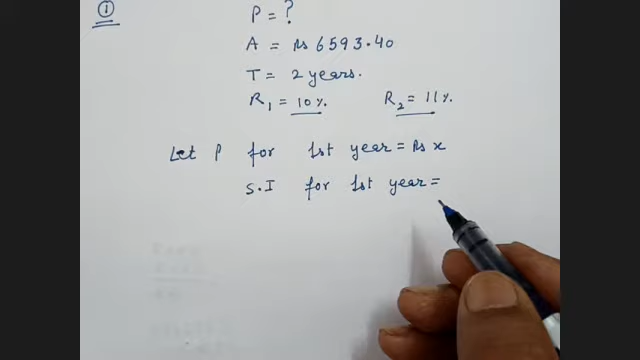 ①
P = ?
A = Rs 6593.40
T = 2 years.
R₁ = 10%. R₂ = 11%.
Let P for 1st year = Rs x
S.I for 1st year =